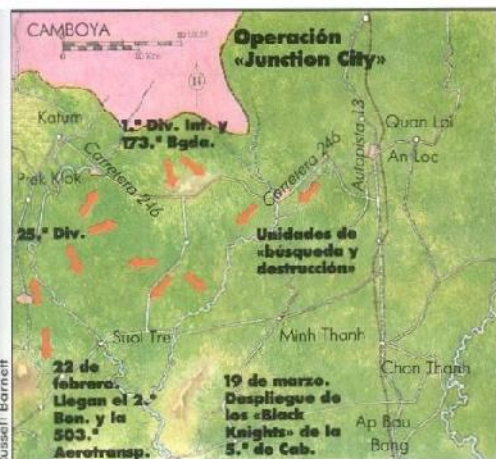 CAMBOYA
Operación
«Junction City»
Katum
1.ª Div. Inf. y
173.ª Bgda.
Quan Loi
An Loc
Autopista 13
Carretera 246
Carretera 246
Prek Klok
25.ª Div.
Unidades de
«búsqueda y
destrucción»
Suoi Tre
Minh Thanh
Chon Thanh
22 de
febrero.
Llegan el 2.º
Bon. y la
503.ª
Aerotransp.
19 de marzo.
Despliegue de
los «Black
Knights» de la
5.ª de Cab.
Ap Bau
Bang
Russell Barnett